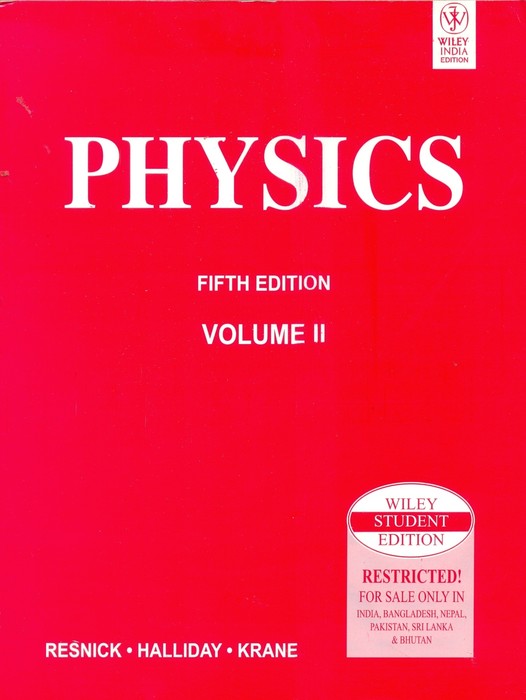 WILEY
INDIA
EDITION
PHYSICS
FIFTH EDITION
VOLUME II
WILEY
STUDENT
EDITION
RESTRICTED!
FOR SALE ONLY IN
INDIA, BANGLADESH, NEPAL,
PAKISTAN, SRI LANKA
& BHUTAN
RESNICK • HALLIDAY • KRANE